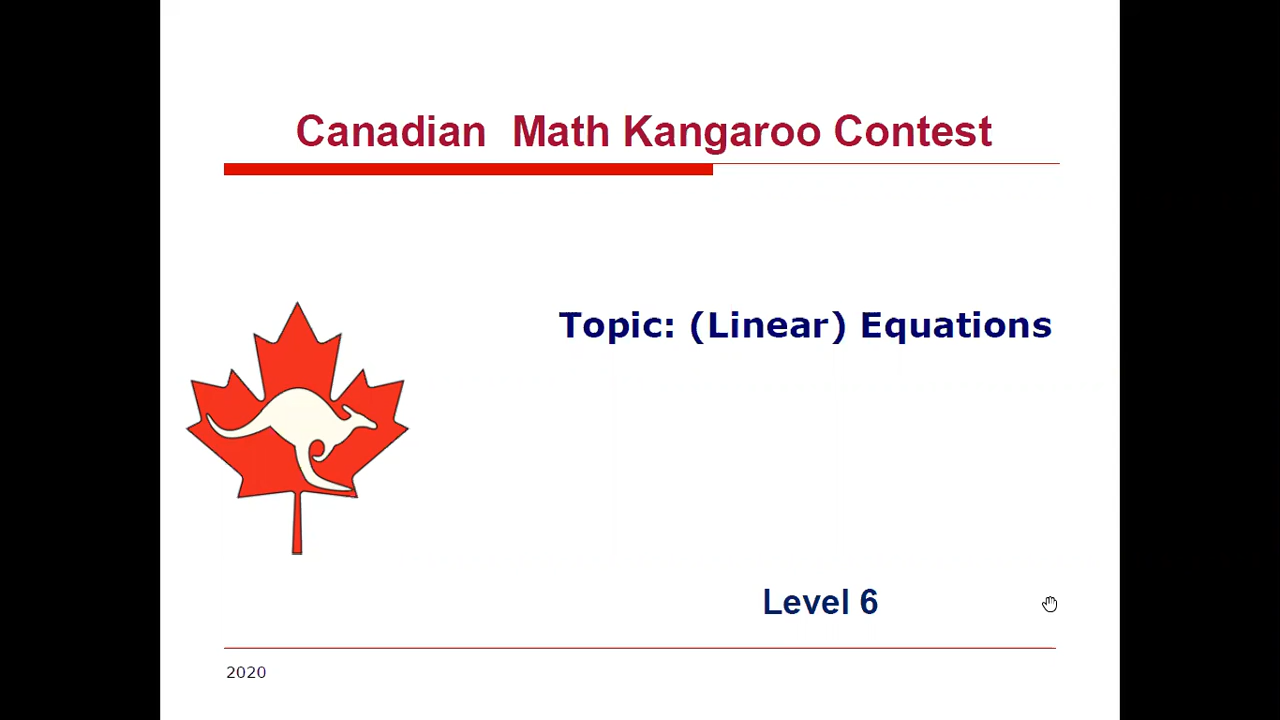 Canadian Math Kangaroo Contest
Topic: (Linear) Equations
Level 6
2020